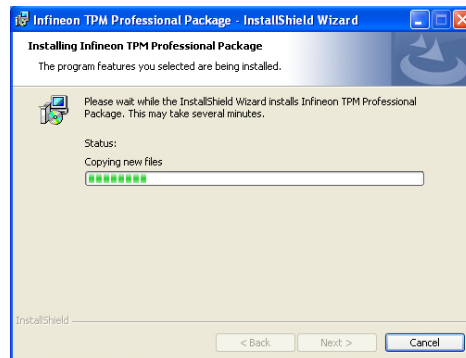 Infineon TPM Professional Package - InstallShield Wizard
Installing Infineon TPM Professional Package
The program features you selected are being installed.
Please wait while the InstallShield Wizard installs Infineon TPM Professional
Package. This may take several minutes.
Status:
Copying new files
InstallShield
< Back Next > Cancel